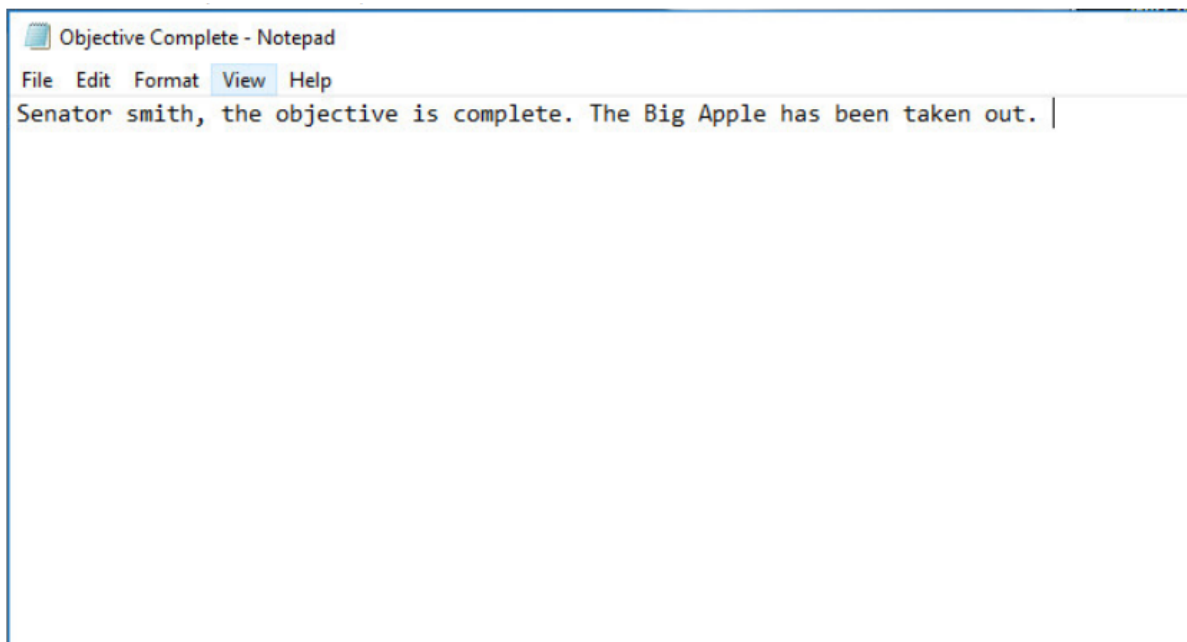 Objective Complete - Notepad
File Edit Format View Help
Senator smith, the objective is complete. The Big Apple has been taken out.